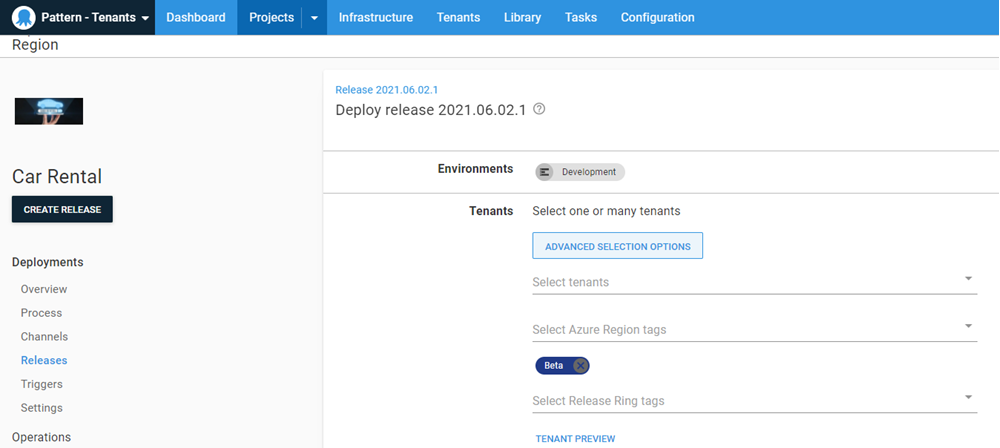 Pattern - Tenants
Dashboard
Projects
Infrastructure
Tenants
Library
Tasks
Configuration
Region
Car Rental
CREATE RELEASE
Deployments
Overview
Process
Channels
Releases
Triggers
Settings
Operations
Release 2021.06.02.1
Deploy release 2021.06.02.1
Environments
Development
Tenants
Select one or many tenants
ADVANCED SELECTION OPTIONS
Select tenants
Select Azure Region tags
Beta
Select Release Ring tags
TENANT PREVIEW